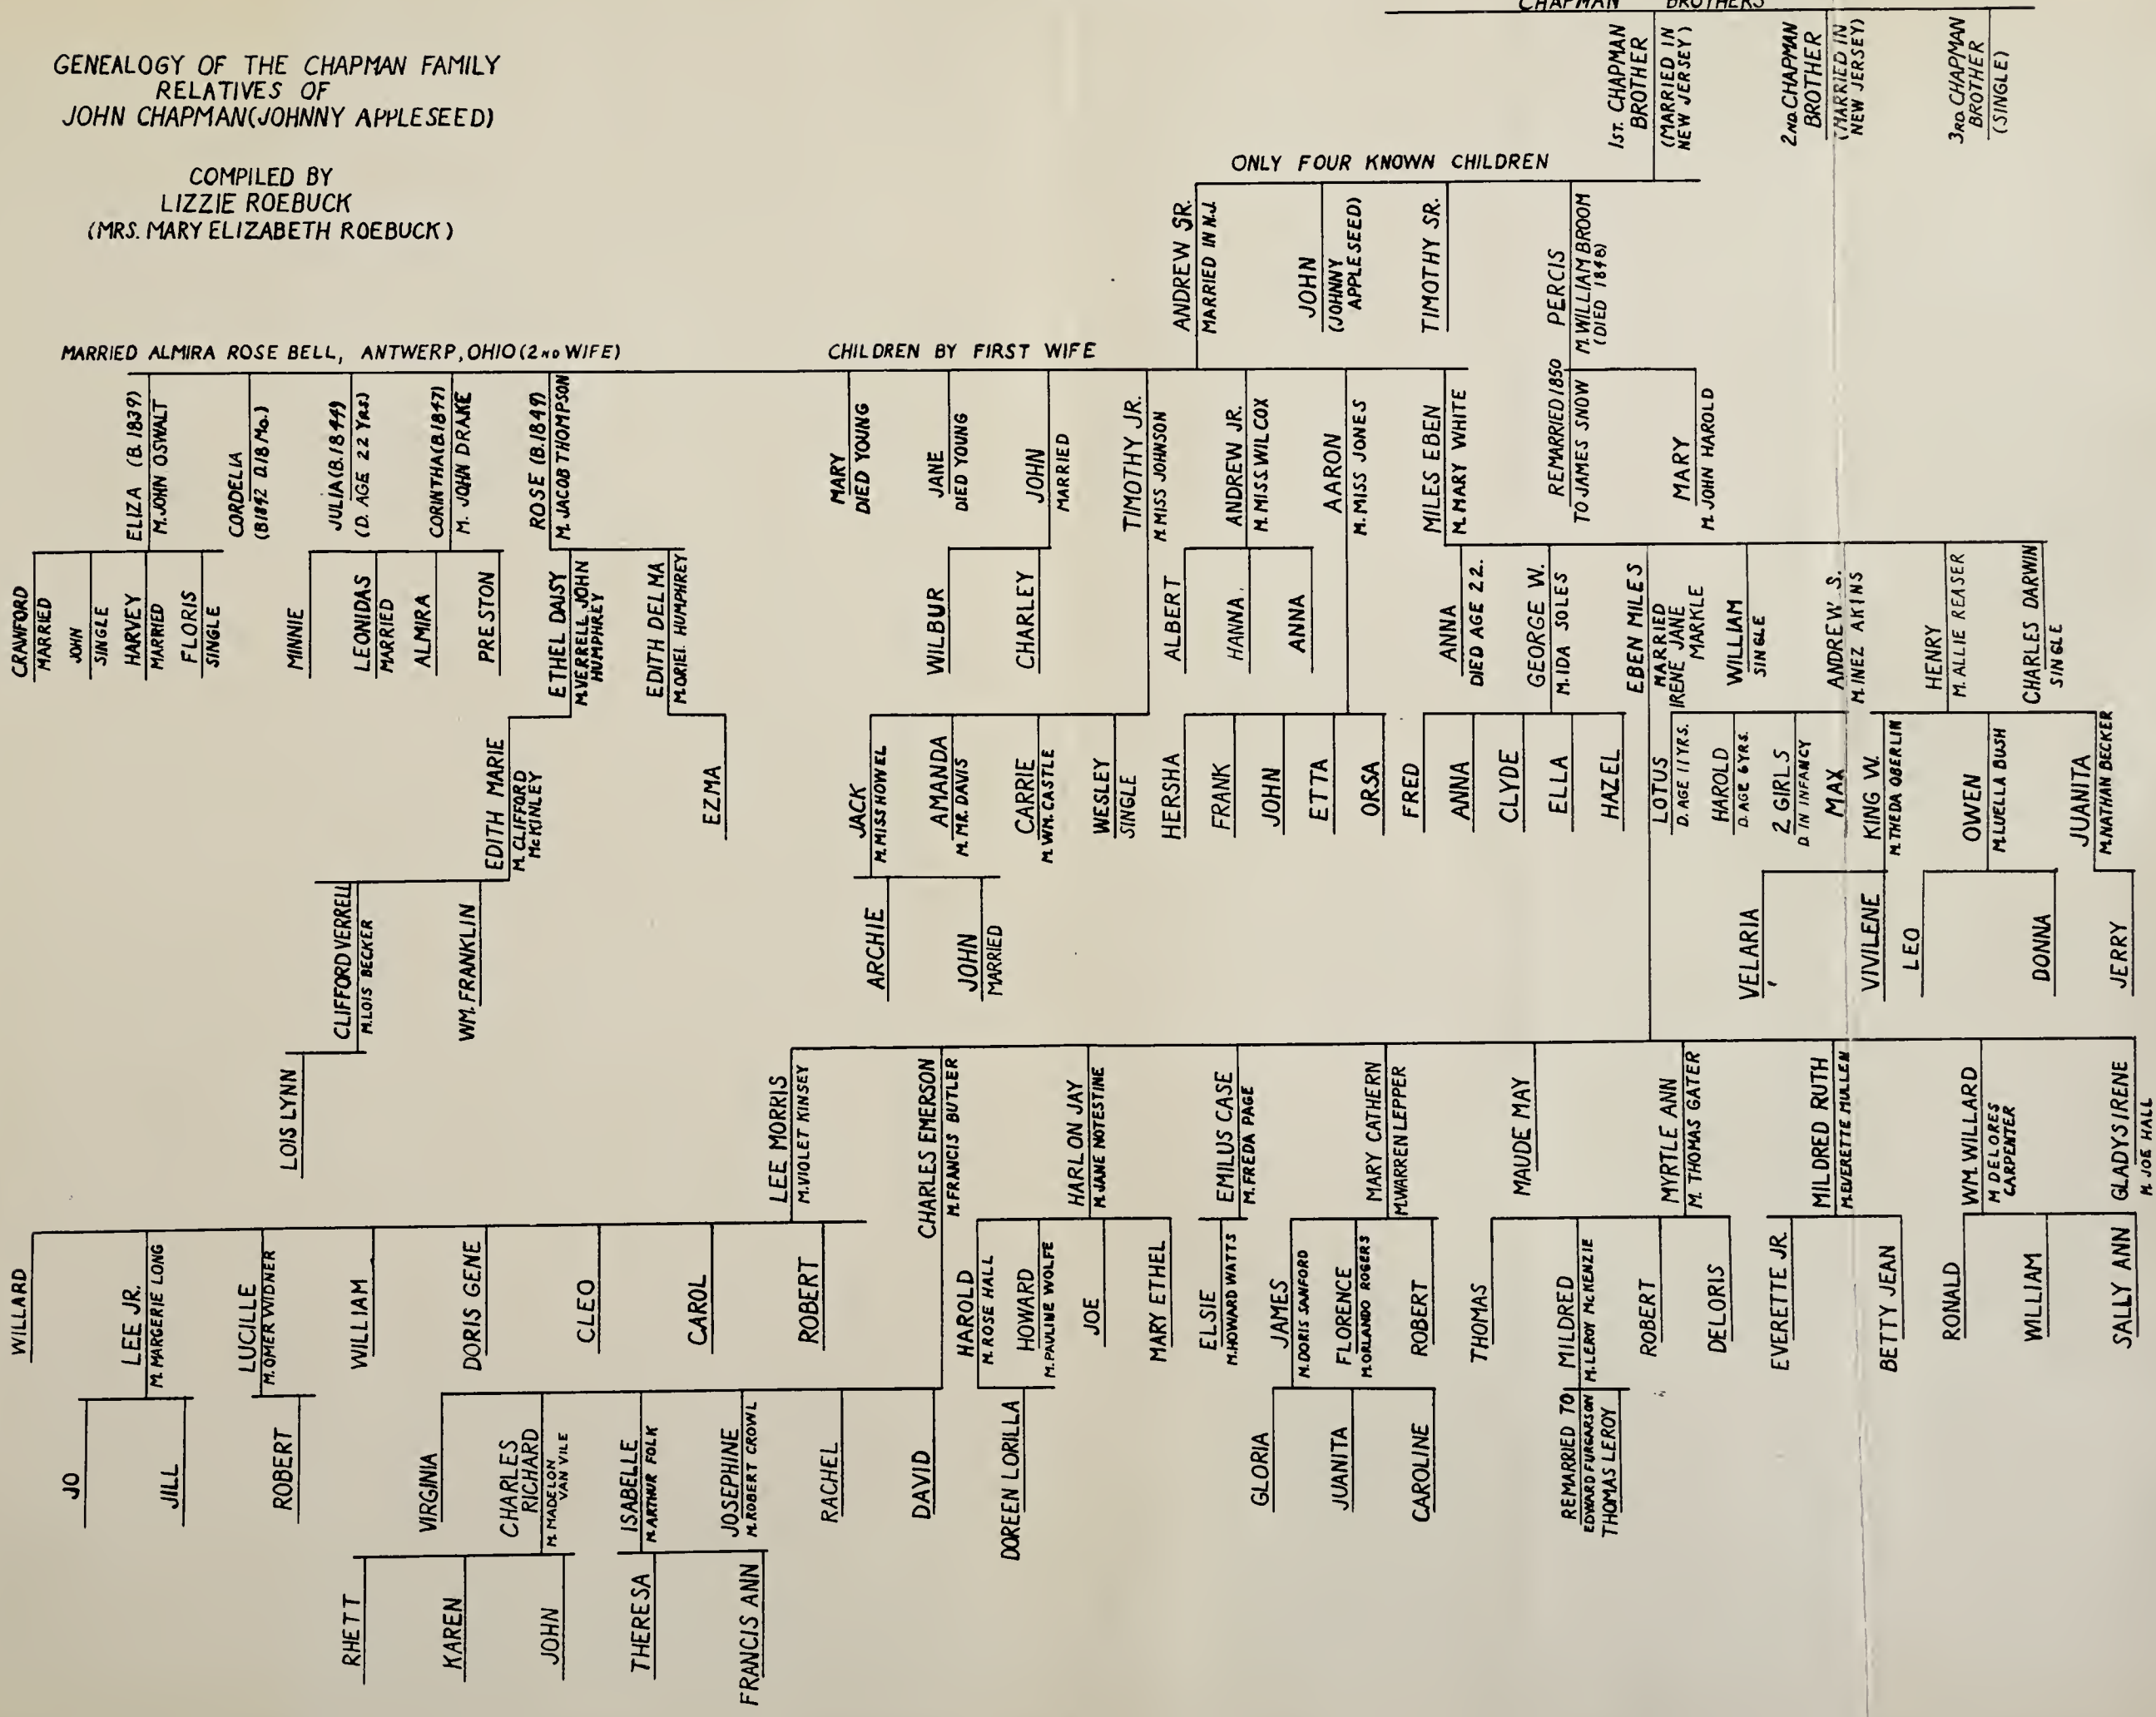 CHAPMAN BROTHERS
GENEALOGY OF THE CHAPMAN FAMILY
RELATIVES OF
JOHN CHAPMAN (JOHNNY APPLESEED)
COMPILED BY
LIZZIE ROEBUCK
(MRS. MARY ELIZABETH ROEBUCK)
1ST. CHAPMAN
BROTHER
(MARRIED IN
NEW JERSEY)
2ND. CHAPMAN
BROTHER
(MARRIED IN
NEW JERSEY)
3RD. CHAPMAN
BROTHER
(SINGLE)
ONLY FOUR KNOWN CHILDREN
ANDREW SR.
MARRIED IN N.J.
JOHN
(JOHNNY
APPLESEED)
TIMOTHY SR.
PERCIS
M. WILLIAM BROOM
(DIED 1848)
REMARRIED 1850
TO JAMES SNOW
MARY
M. JOHN HAROLD
MARRIED ALMIRA ROSE BELL, ANTWERP, OHIO (2ND WIFE)
CHILDREN BY FIRST WIFE
ELIZA (B. 1839)
M. JOHN OSWALT
CORDELIA
(B 1842 D. 18 Mo.)
JULIA (B. 1844)
(D. AGE 22 YRS)
CORINTHA (B. 1847)
M. JOHN DRAKE
ROSE (B. 1849)
M. JACOB THOMPSON
MARY
DIED YOUNG
JANE
DIED YOUNG
JOHN
MARRIED
TIMOTHY JR.
M. MISS JOHNSON
ANDREW JR.
M. MISS WILCOX
AARON
M. MISS JONES
MILES EBEN
M. MARY WHITE
CRAWFORD
MARRIED
JOHN
SINGLE
HARVEY
MARRIED
FLORIS
SINGLE
MINNIE
LEONIDAS
MARRIED
ALMIRA
PRESTON
ETHEL DAISY
M. VERRELL JOHN
HUMPHREY
EDITH DELMA
M. ORIEL HUMPHREY
WILBUR
CHARLEY
ALBERT
HANNA
ANNA
ANNA
DIED AGE 22.
GEORGE W.
M. IDA SOLES
EBEN MILES
MARRIED
IRENE JANE
MARKLE
WILLIAM
SINGLE
ANDREW S.
M. INEZ AKINS
HENRY
M. ALLIE REASER
CHARLES DARWIN
SINGLE
EDITH MARIE
M. CLIFFORD
McKINLEY
EZMA
JACK
M. MISS HOWEL
AMANDA
M. MR. DAVIS
CARRIE
M. WM. CASTLE
WESLEY
SINGLE
HERSHA
FRANK
JOHN
ETTA
ORSA
FRED
ANNA
CLYDE
ELLA
HAZEL
LOTUS
D. AGE 11 YRS.
HAROLD
D. AGE 6 YRS.
2 GIRLS
D. IN INFANCY
MAX
KING W.
M. THEDA OBERLIN
OWEN
M. LUELLA BUSH
JUANITA
M. NATHAN BECKER
CLIFFORD VERRELL
M. LOIS BECKER
WM. FRANKLIN
ARCHIE
JOHN
MARRIED
VELARIA
VIVILENE
LEO
DONNA
JERRY
LOIS LYNN
LEE MORRIS
M. VIOLET KINSEY
CHARLES EMERSON
M. FRANCIS BUTLER
HARLON JAY
M. JANE NOTESTINE
EMILUS CASE
M. FREDA PAGE
MARY CATHERN
M. WARREN LEPPER
MAUDE MAY
MYRTLE ANN
M. THOMAS GATER
MILDRED RUTH
M. EVERETTE MULLEN
WM. WILLARD
M DELORES
CARPENTER
GLADYS IRENE
M. JOE HALL
WILLARD
LEE JR.
M. MARGERIE LONG
LUCILLE
M. OMER WIDNER
WILLIAM
DORIS GENE
CLEO
CAROL
ROBERT
HAROLD
M. ROSE HALL
HOWARD
M. PAULINE WOLFE
JOE
MARY ETHEL
ELSIE
M. HOWARD WATTS
JAMES
M. DORIS SANFORD
FLORENCE
M. ORLANDO ROGERS
ROBERT
THOMAS
MILDRED
M. LEROY McKENZIE
ROBERT
DELORIS
EVERETTE JR.
BETTY JEAN
RONALD
WILLIAM
SALLY ANN
JO
JILL
ROBERT
VIRGINIA
CHARLES
RICHARD
M. MADELON
VAN VILE
ISABELLE
M. ARTHUR FOLK
JOSEPHINE
M. ROBERT CROWL
RACHEL
DAVID
DOREEN LORILLA
GLORIA
JUANITA
CAROLINE
REMARRIED TO
EDWARD FURGARSON
THOMAS LEROY
RHETT
KAREN
JOHN
THERESA
FRANCIS ANN